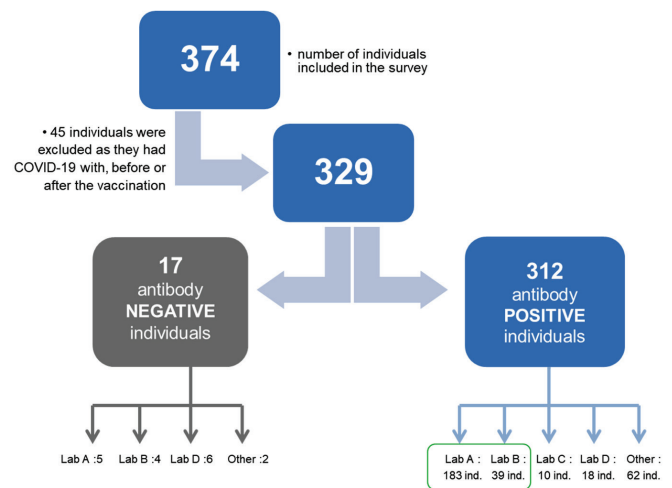 374
• number of individuals
included in the survey
• 45 individuals were
excluded as they had
COVID-19 with, before or
after the vaccination
329
17
antibody
NEGATIVE
individuals
312
antibody
POSITIVE
individuals
Lab A :5
Lab B :4
Lab D :6
Other :2
Lab A :
183 ind.
Lab B :
39 ind.
Lab C :
10 ind.
Lab D :
18 ind.
Other :
62 ind.